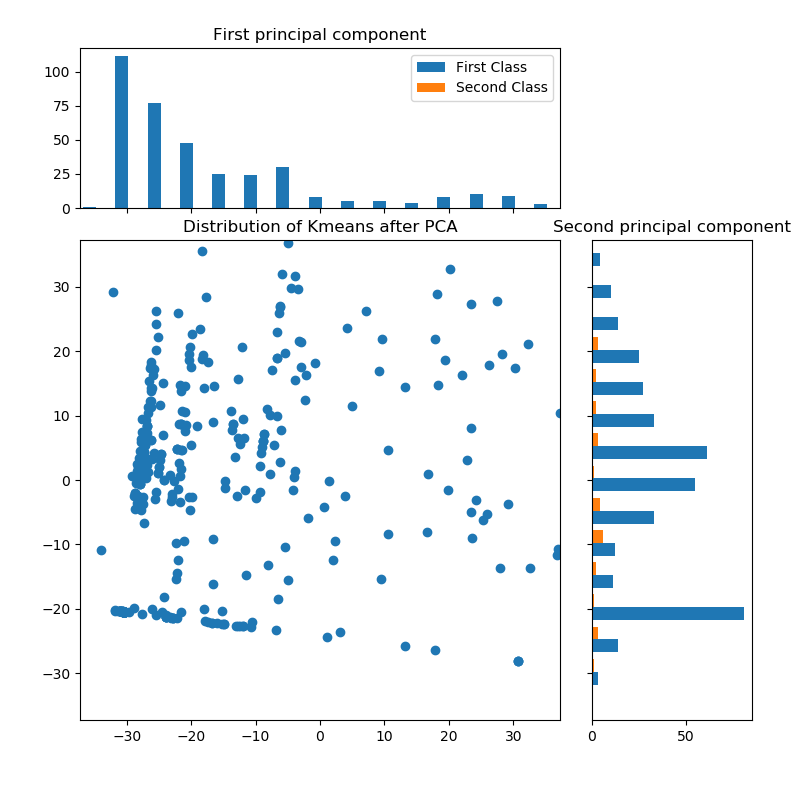 First principal component
100
75
50
25
0
First Class
Second Class
Distribution of Kmeans after PCA
Second principal component
30
20
10
0
−10
−20
−30
−30 −20 −10 0 10 20 30
0 50